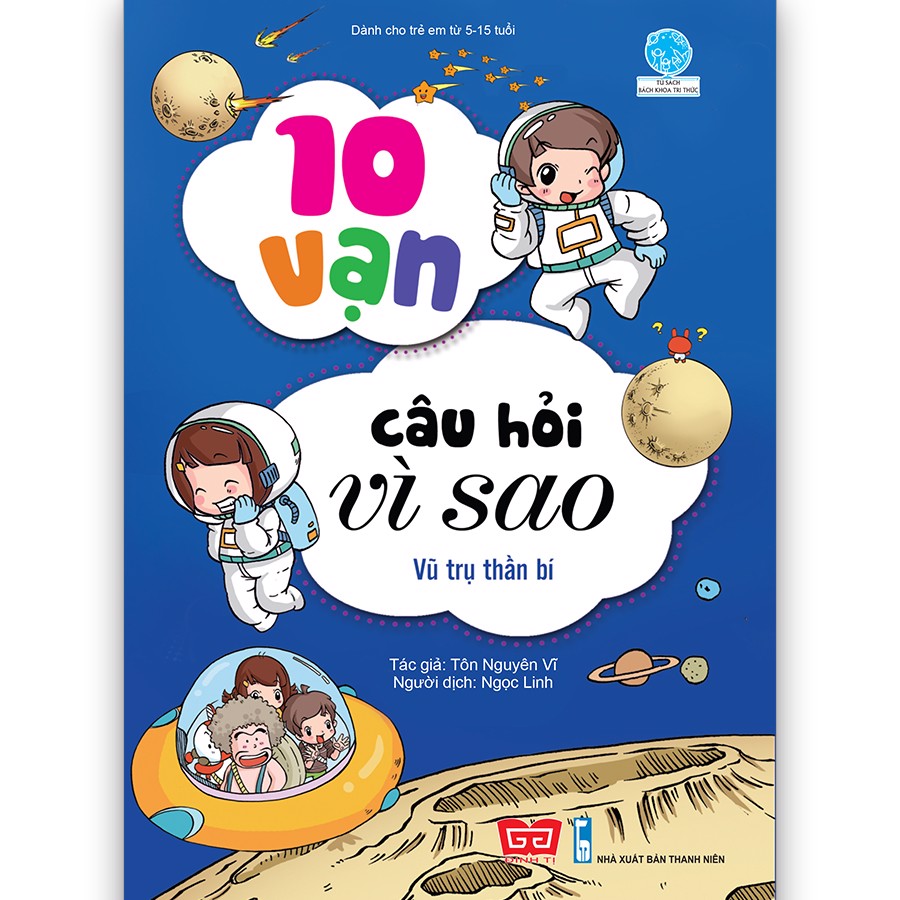 Dành cho trẻ em từ 5-15 tuổi
TỦ SÁCH
BÁCH KHOA TRI THỨC
10
vạn
câu hỏi
vì sao
Vũ trụ thần bí
Tác giả: Tôn Nguyên Vĩ
Người dịch: Ngọc Linh
ĐINH TỊ
NHÀ XUẤT BẢN THANH NIÊN